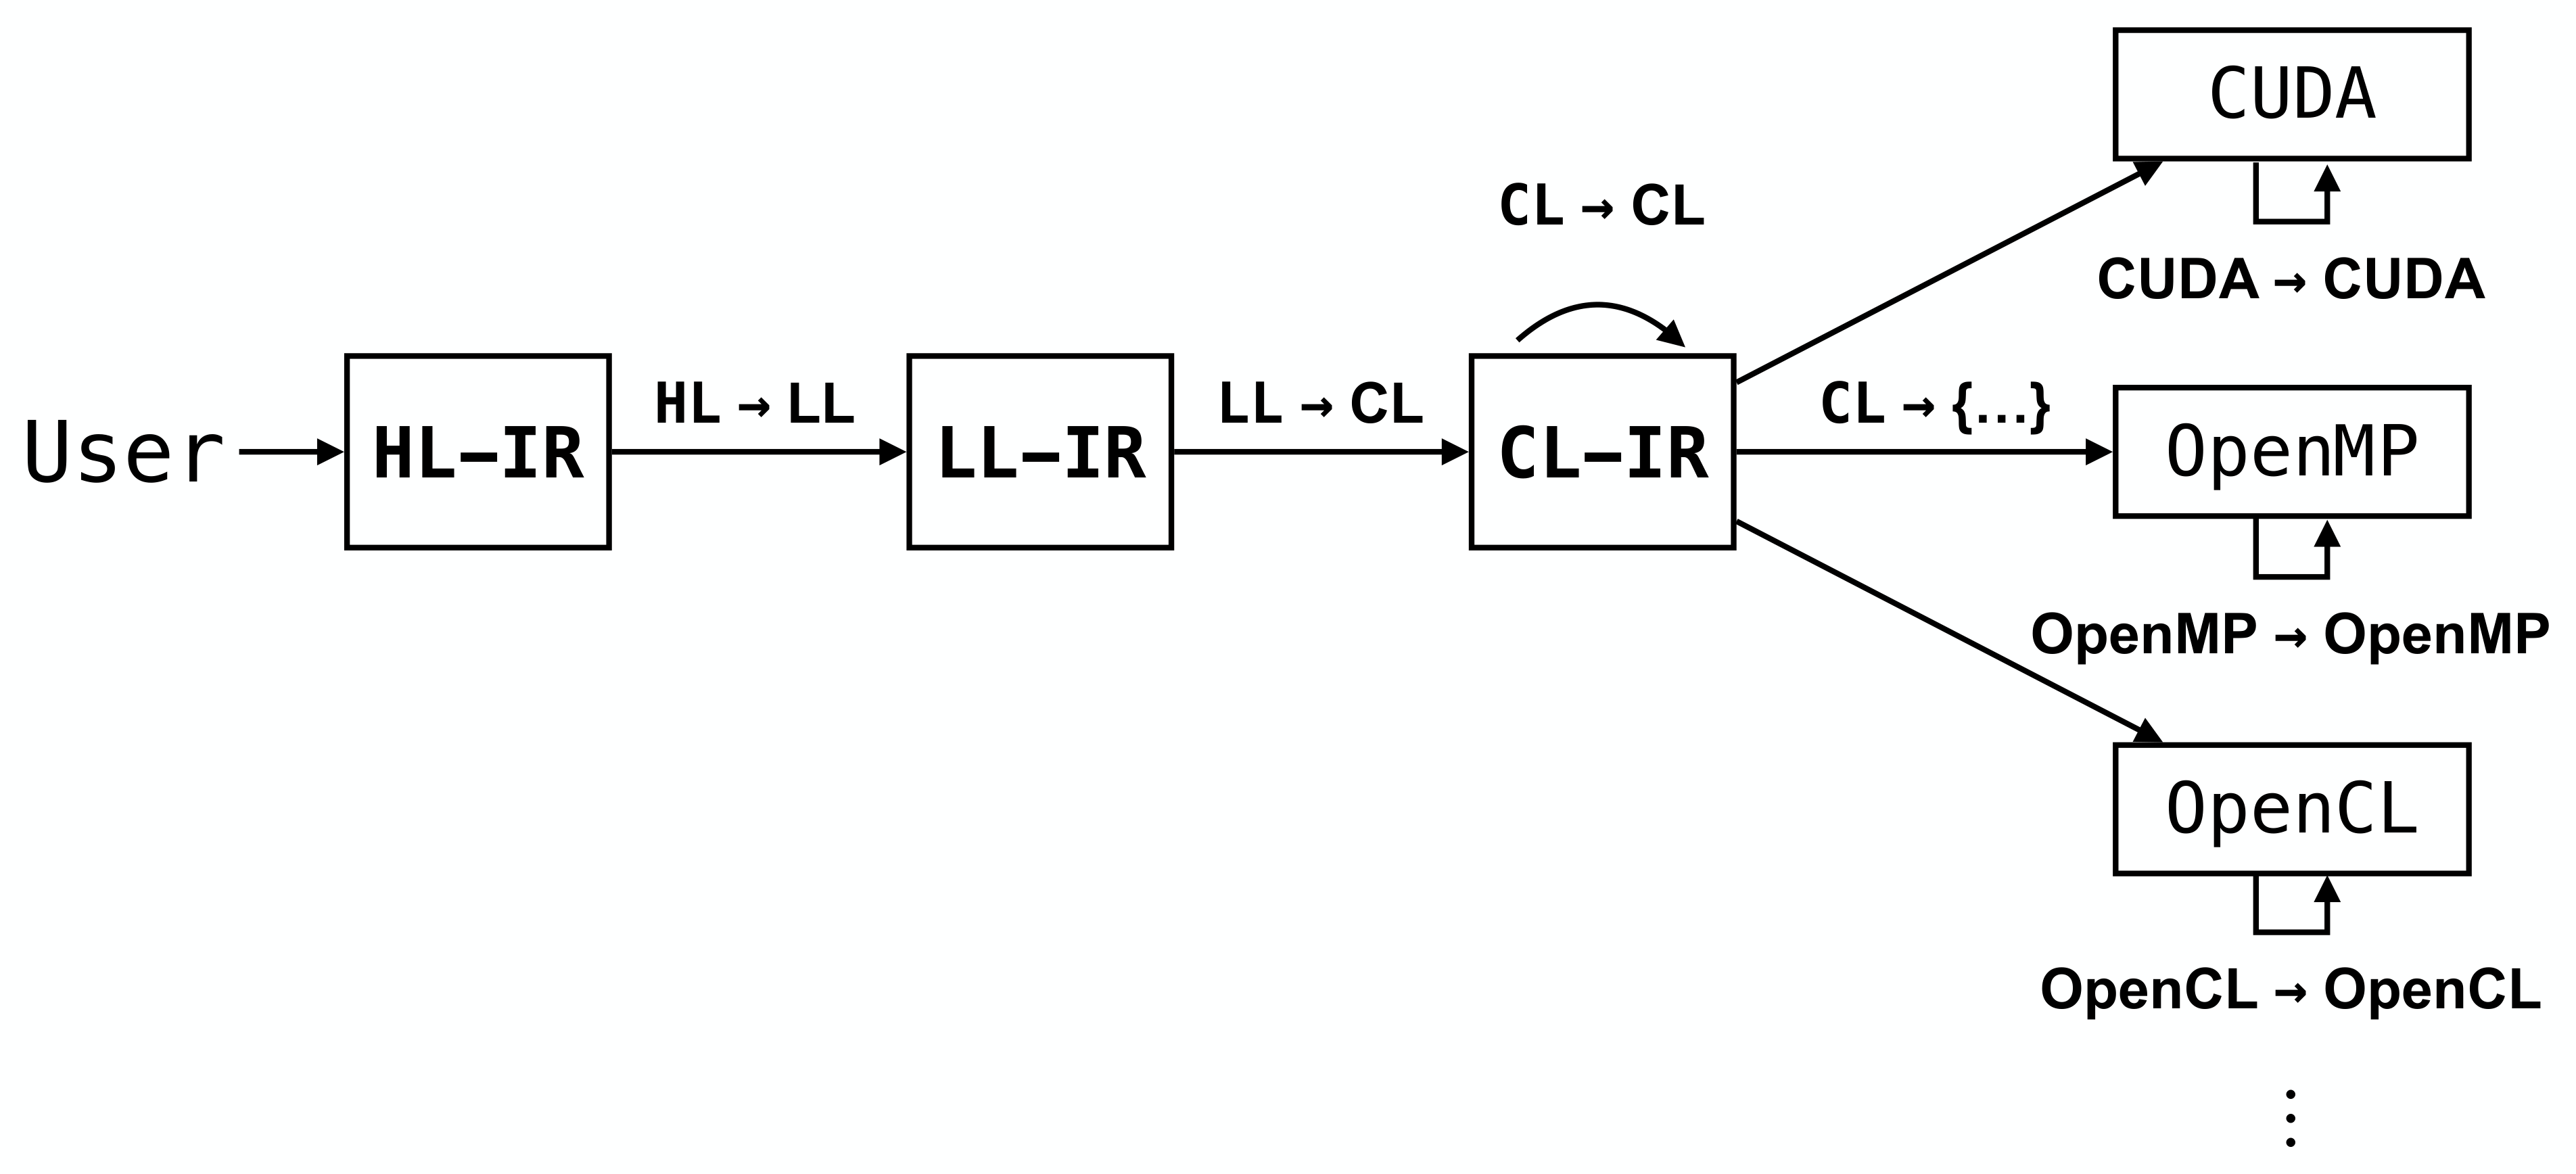 User
HL-IR
HL → LL
LL-IR
LL → CL
CL-IR
CL → CL
CL → {...}
CUDA
CUDA → CUDA
OpenMP
OpenMP → OpenMP
OpenCL
OpenCL → OpenCL
⋮